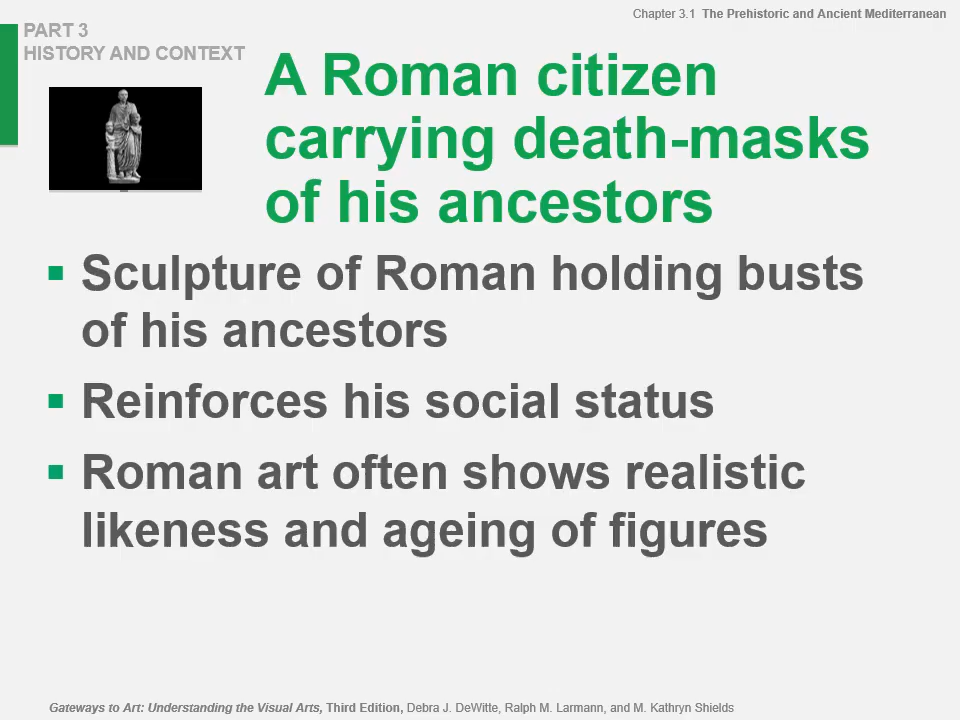 Chapter 3.1 The Prehistoric and Ancient Mediterranean
PART 3
HISTORY AND CONTEXT
A Roman citizen
carrying death-masks
of his ancestors
Sculpture of Roman holding busts
of his ancestors
Reinforces his social status
Roman art often shows realistic
likeness and ageing of figures
Gateways to Art: Understanding the Visual Arts, Third Edition, Debra J. DeWitte, Ralph M. Larmann, and M. Kathryn Shields